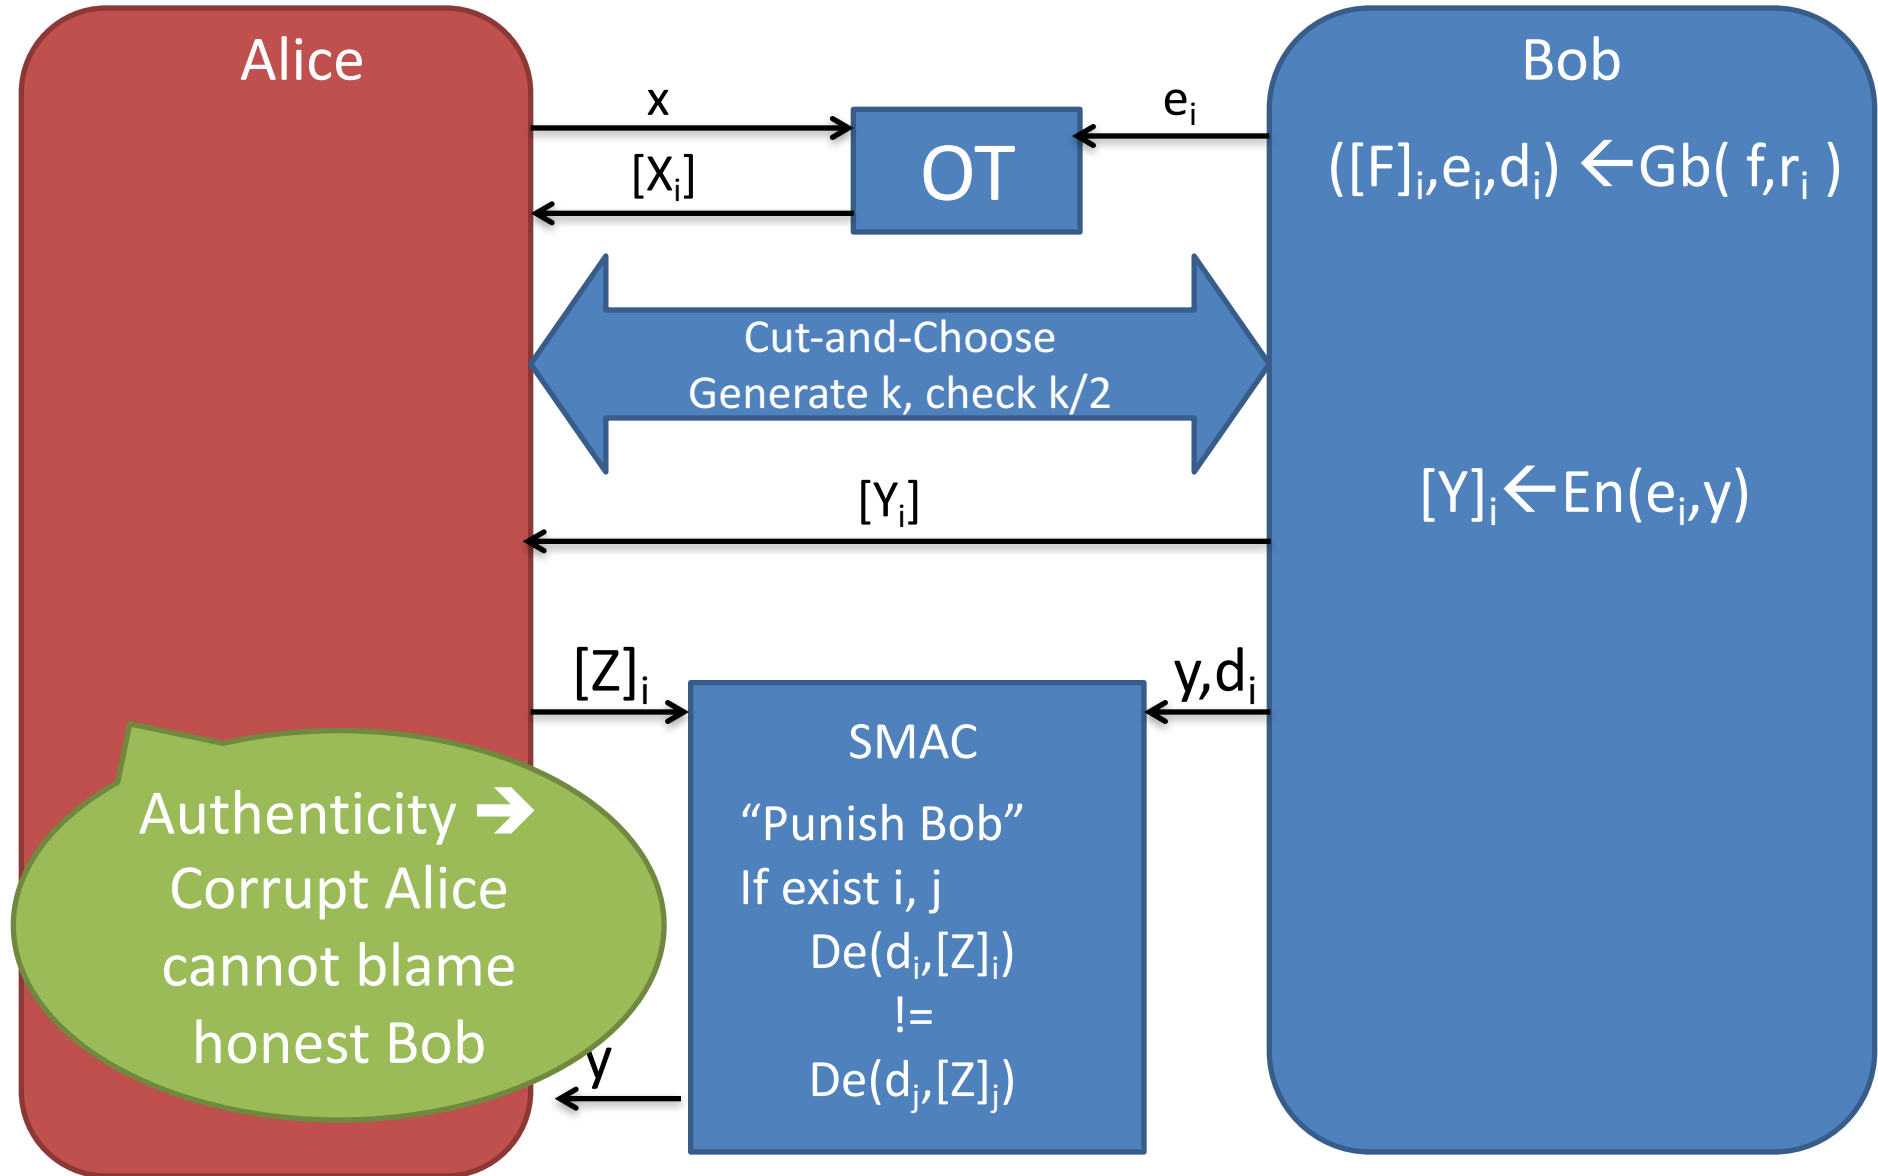 Alice
Bob
x
e_i
[X_i]
OT
([F]_i,e_i,d_i) ←Gb( f,r_i )
Cut-and-Choose
Generate k, check k/2
[Y_i]
[Y]_i←En(e_i,y)
[Z]_i
y,d_i
SMAC
“Punish Bob”
If exist i, j
De(d_i,[Z]_i)
!=
De(d_j,[Z]_j)
Authenticity →
Corrupt Alice
cannot blame
honest Bob
y